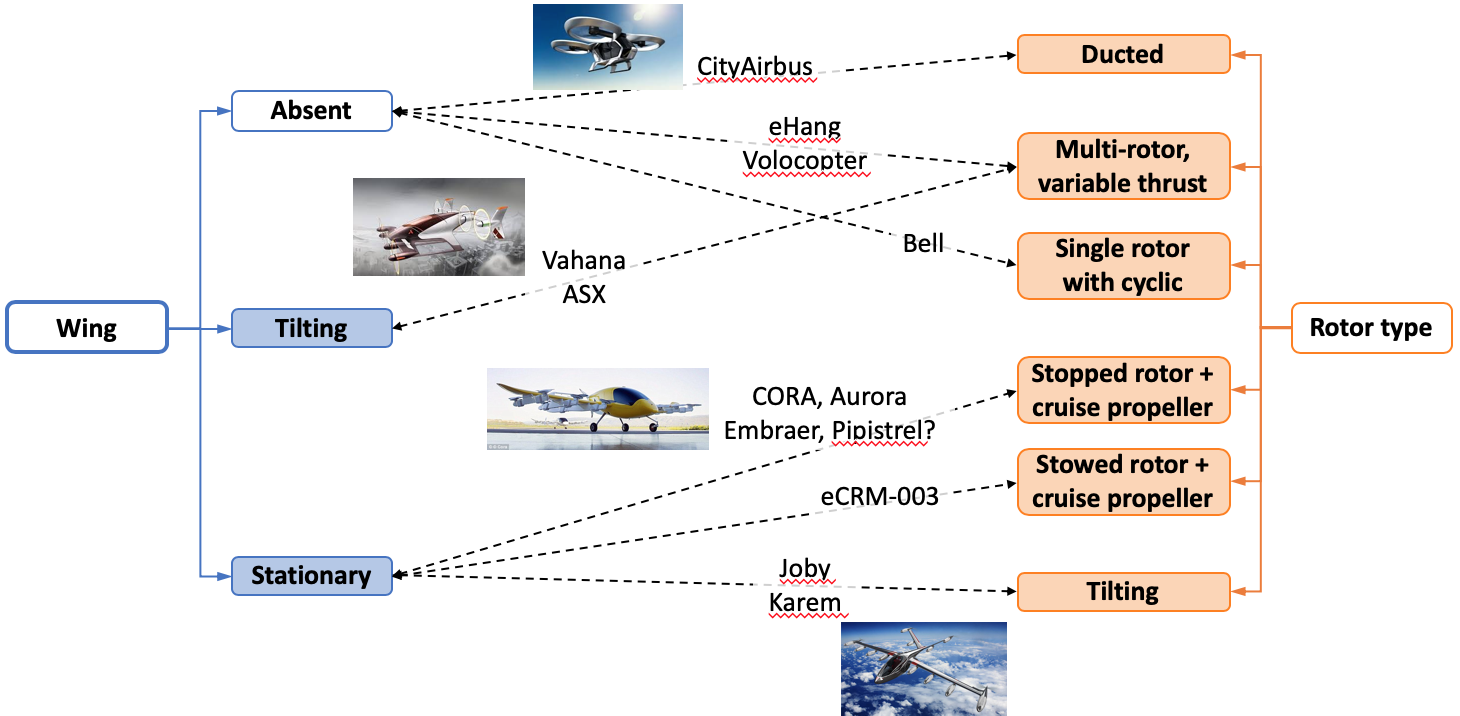 CityAirbus
Ducted
Absent
eHang
Volocopter
Multi-rotor,
variable thrust
Bell
Single rotor
with cyclic
Vahana
ASX
Wing
Tilting
Rotor type
CORA, Aurora
Embraer, Pipistrel?
Stopped rotor +
cruise propeller
eCRM-003
Stowed rotor +
cruise propeller
Stationary
Joby
Karem
Tilting